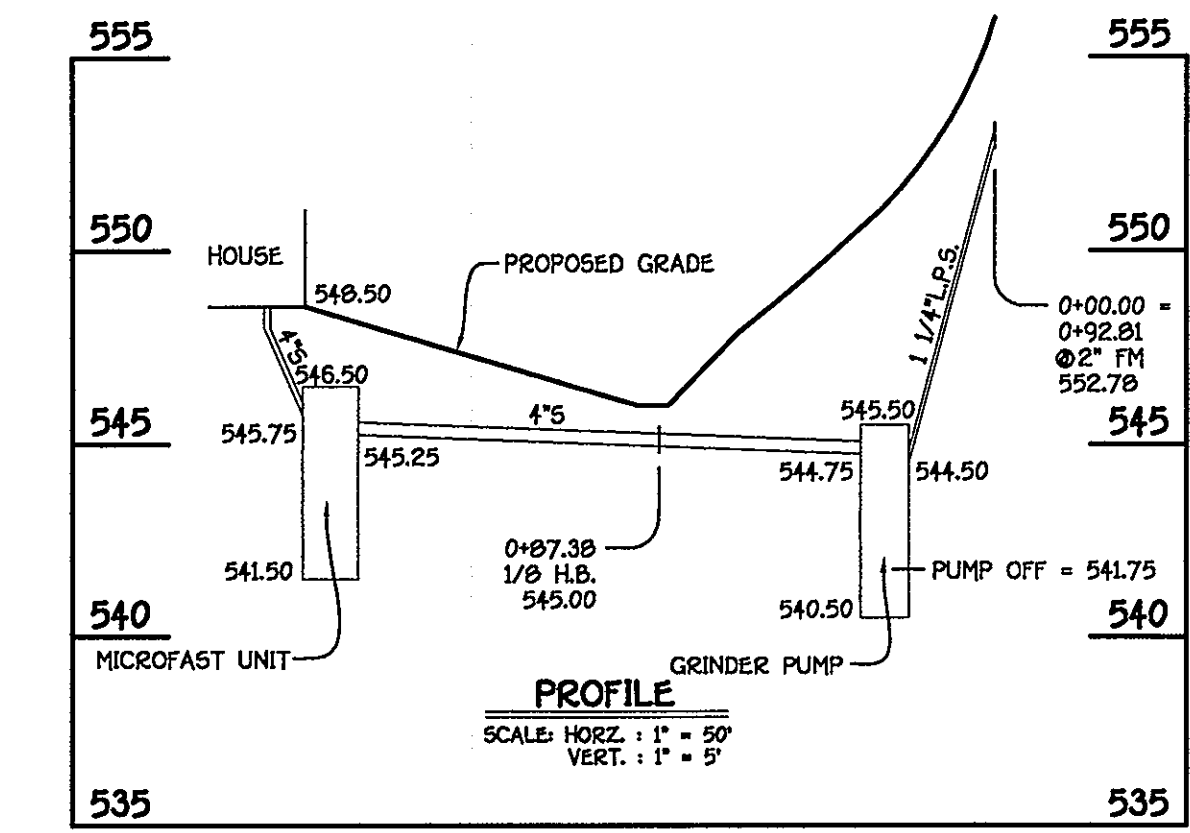 555
555
550
550
HOUSE
PROPOSED GRADE
548.50
1 1/4"L.P.S.
0+00.00 =
0+92.81
@2" FM
552.78
4"S
546.50
545
545.75
545.25
4"S
545.50
545
544.75
544.50
0+87.38
1/8 H.B.
545.00
541.50
540.50
PUMP OFF = 541.75
540
540
MICROFAST UNIT
GRINDER PUMP
PROFILE
SCALE: HORZ. : 1" = 50'
VERT. : 1" = 5'
535
535